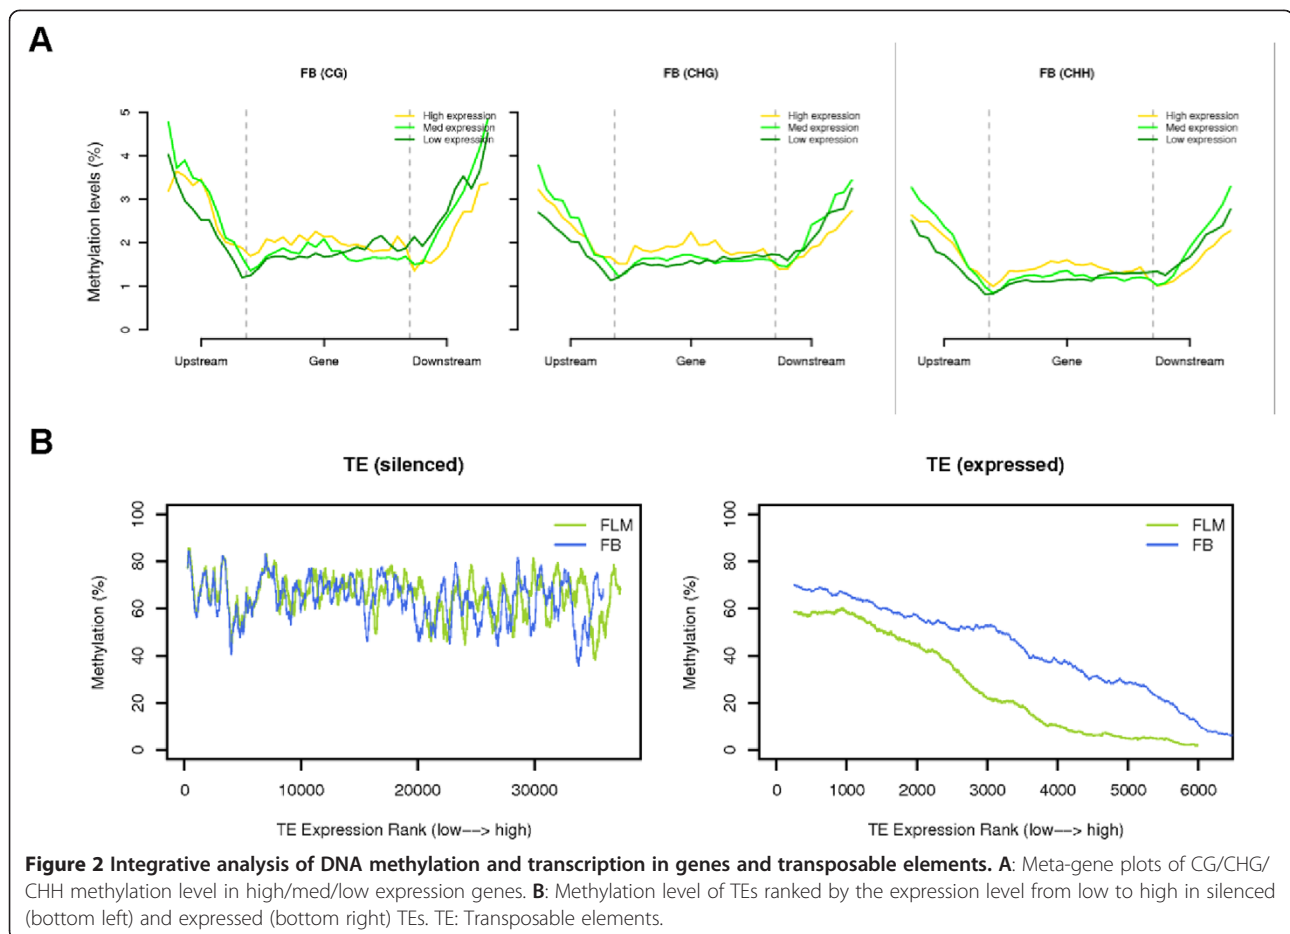 A
FB (CG)
FB (CHG)
FB (CHH)
Methylation levels (%)
5
4
3
2
1
0
High expression
Med expression
Low expression
High expression
Med expression
Low expression
High expression
Med expression
Low expression
Upstream Gene Downstream
Upstream Gene Downstream
Upstream Gene Downstream
B
TE (silenced)
Methylation (%)
100
80
60
40
20
0
FLM
FB
0 10000 20000 30000
TE Expression Rank (low--> high)
TE (expressed)
Methylation (%)
100
80
60
40
20
0
FLM
FB
0 1000 2000 3000 4000 5000 6000
TE Expression Rank (low--> high)
Figure 2 Integrative analysis of DNA methylation and transcription in genes and transposable elements. A: Meta-gene plots of CG/CHG/
CHH methylation level in high/med/low expression genes. B: Methylation level of TEs ranked by the expression level from low to high in silenced
(bottom left) and expressed (bottom right) TEs. TE: Transposable elements.